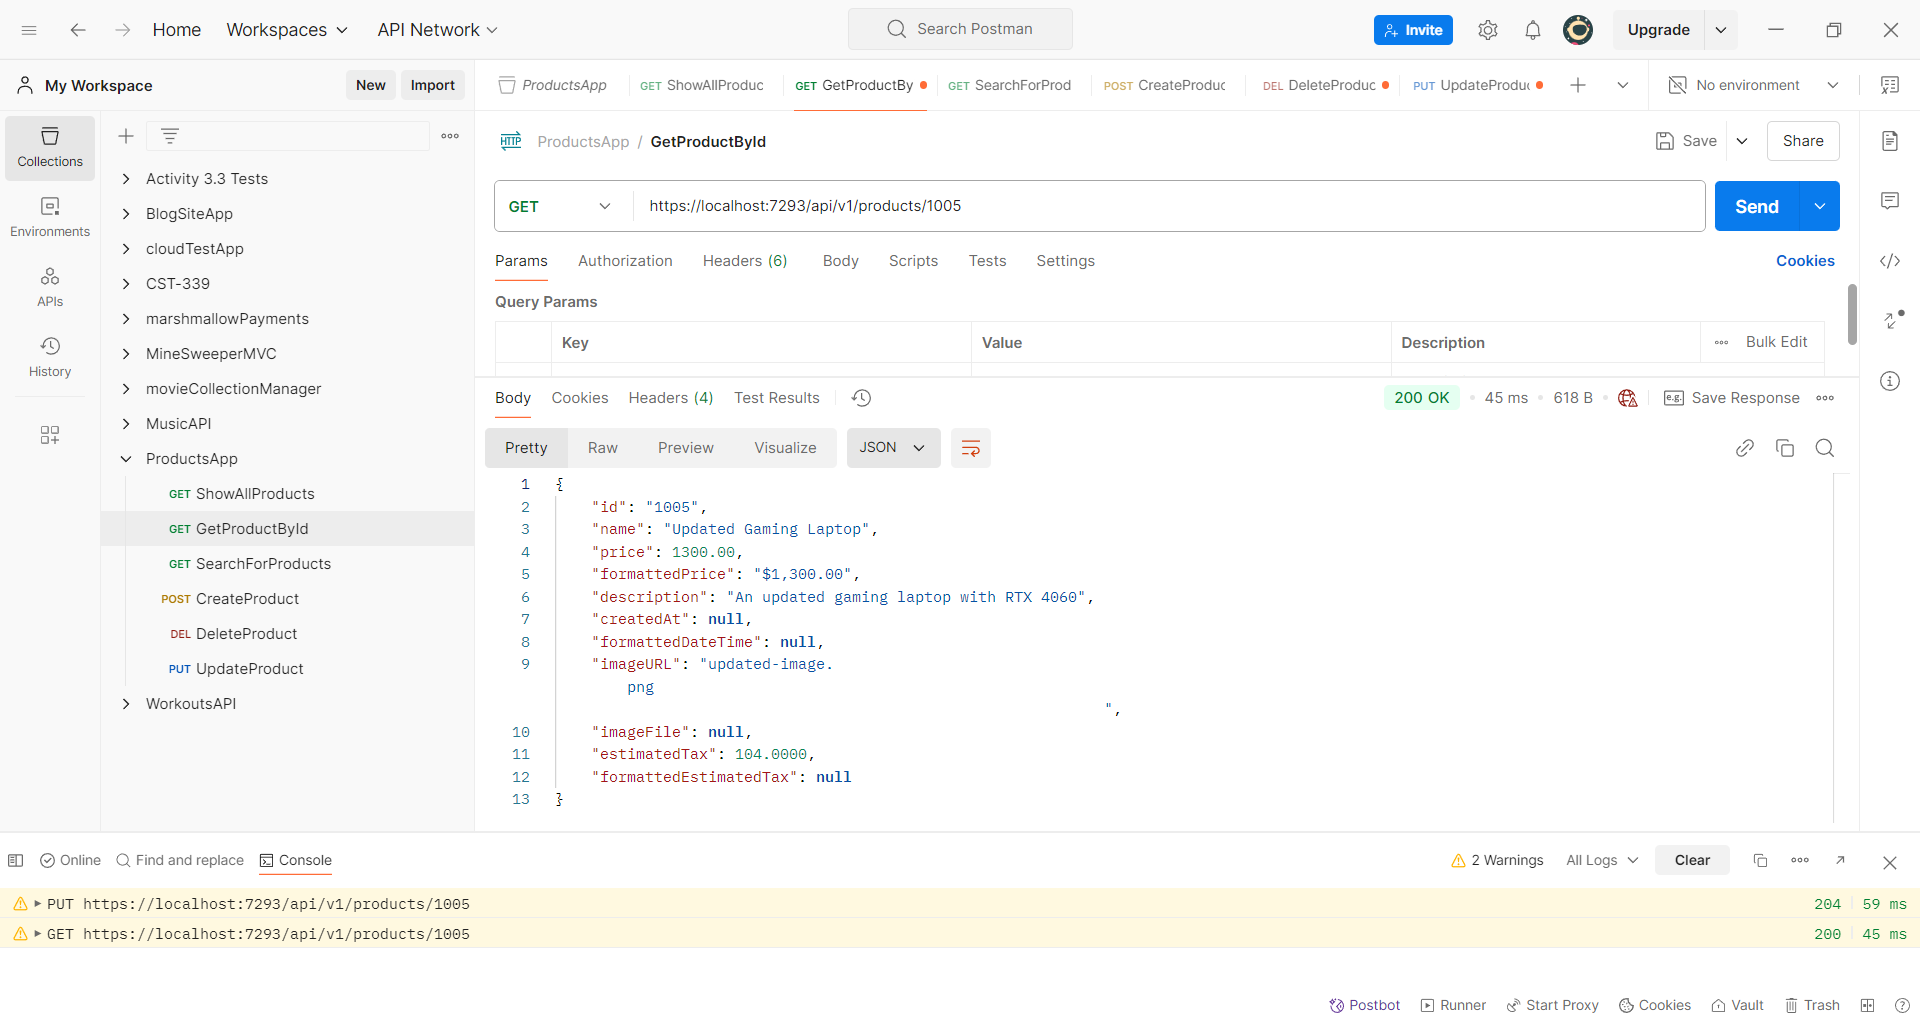 Home Workspaces API Network Search Postman Invite Upgrade
My Workspace New Import
ProductsApp GET ShowAllProduc GET GetProductBy GET SearchForProd POST CreateProduc DEL DeleteProduc PUT UpdateProduc No environment
Collections
Environments
APIs
History
Activity 3.3 Tests
BlogSiteApp
cloudTestApp
CST-339
marshmallowPayments
MineSweeperMVC
movieCollectionManager
MusicAPI
ProductsApp
GET ShowAllProducts
GET GetProductById
GET SearchForProducts
POST CreateProduct
DEL DeleteProduct
PUT UpdateProduct
WorkoutsAPI
HTTP ProductsApp / GetProductById Save Share
GET https://localhost:7293/api/v1/products/1005 Send
Params Authorization Headers (6) Body Scripts Tests Settings Cookies
Query Params
Key Value Description Bulk Edit
Body Cookies Headers (4) Test Results 200 OK 45 ms 618 B e.g. Save Response
Pretty Raw Preview Visualize JSON
1 {
2 "id": "1005",
3 "name": "Updated Gaming Laptop",
4 "price": 1300.00,
5 "formattedPrice": "$1,300.00",
6 "description": "An updated gaming laptop with RTX 4060",
7 "createdAt": null,
8 "formattedDateTime": null,
9 "imageURL": "updated-image.
png
",
10 "imageFile": null,
11 "estimatedTax": 104.0000,
12 "formattedEstimatedTax": null
13 }
Online Find and replace Console 2 Warnings All Logs Clear
PUT https://localhost:7293/api/v1/products/1005 204 59 ms
GET https://localhost:7293/api/v1/products/1005 200 45 ms
Postbot Runner Start Proxy Cookies Vault Trash